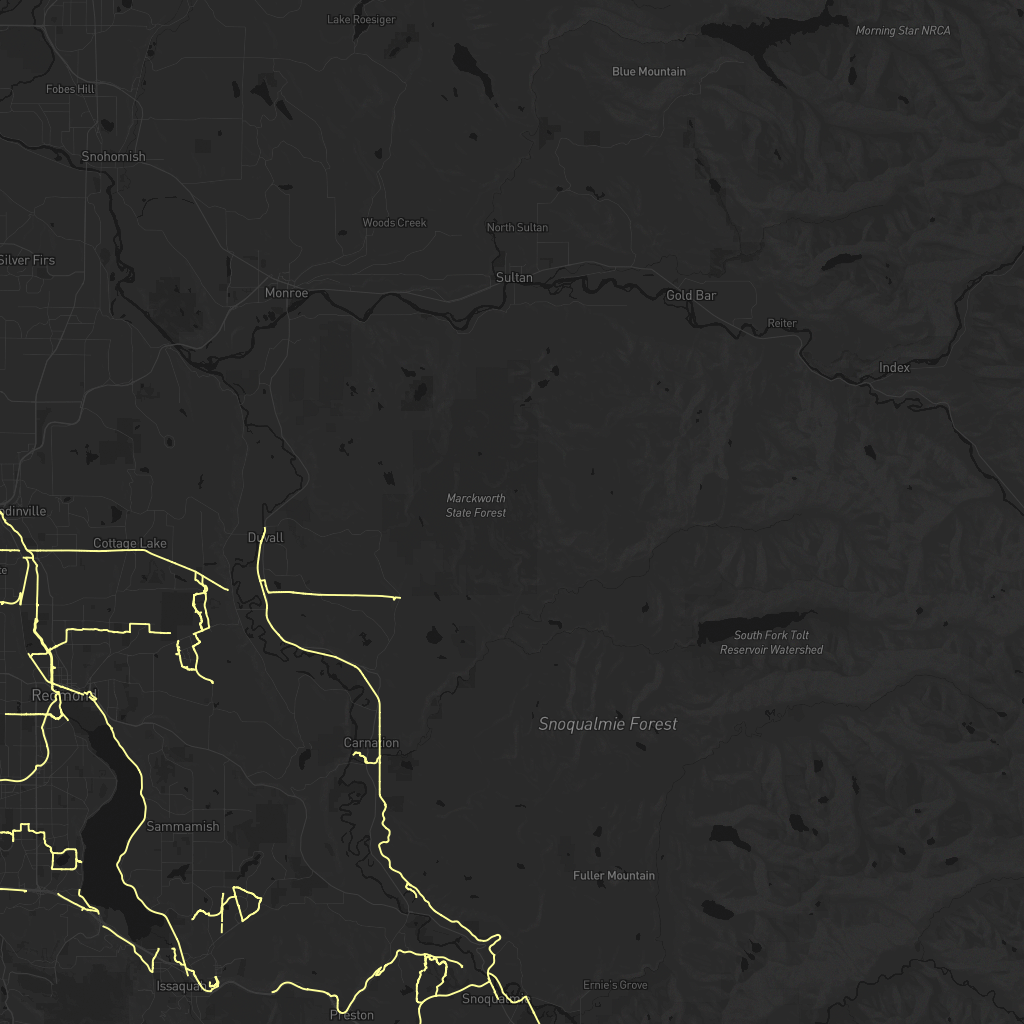 Lake Roesiger
Morning Star NRCA
Blue Mountain
Fobes Hill
Snohomish
Woods Creek
North Sultan
Silver Firs
Sultan
Monroe
Gold Bar
Reiter
Index
Marckworth
State Forest
dinville
Duvall
Cottage Lake
South Fork Tolt
Reservoir Watershed
Redmond
Snoqualmie Forest
Carnation
Sammamish
Fuller Mountain
Issaquah
Ernie's Grove
Snoqualmie
Preston